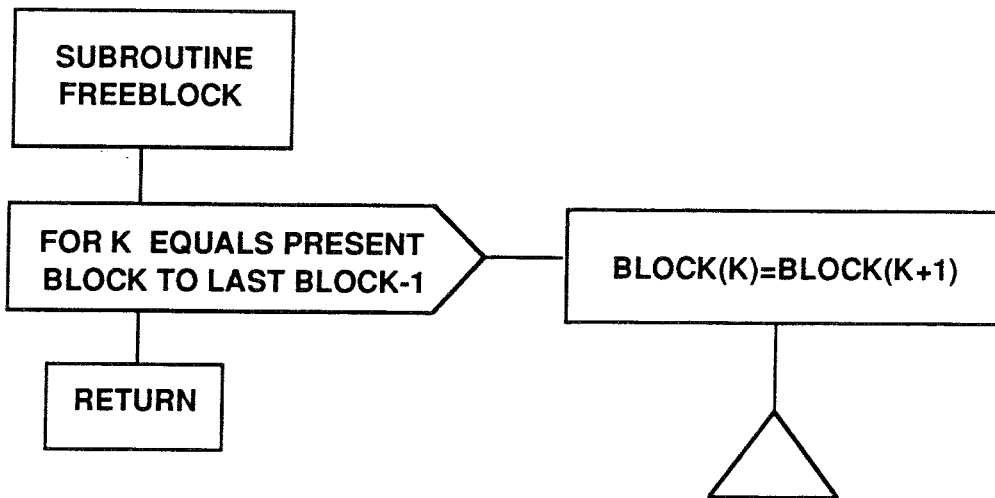 SUBROUTINE
FREEBLOCK
FOR K EQUALS PRESENT
BLOCK TO LAST BLOCK-1
BLOCK(K)=BLOCK(K+1)
RETURN